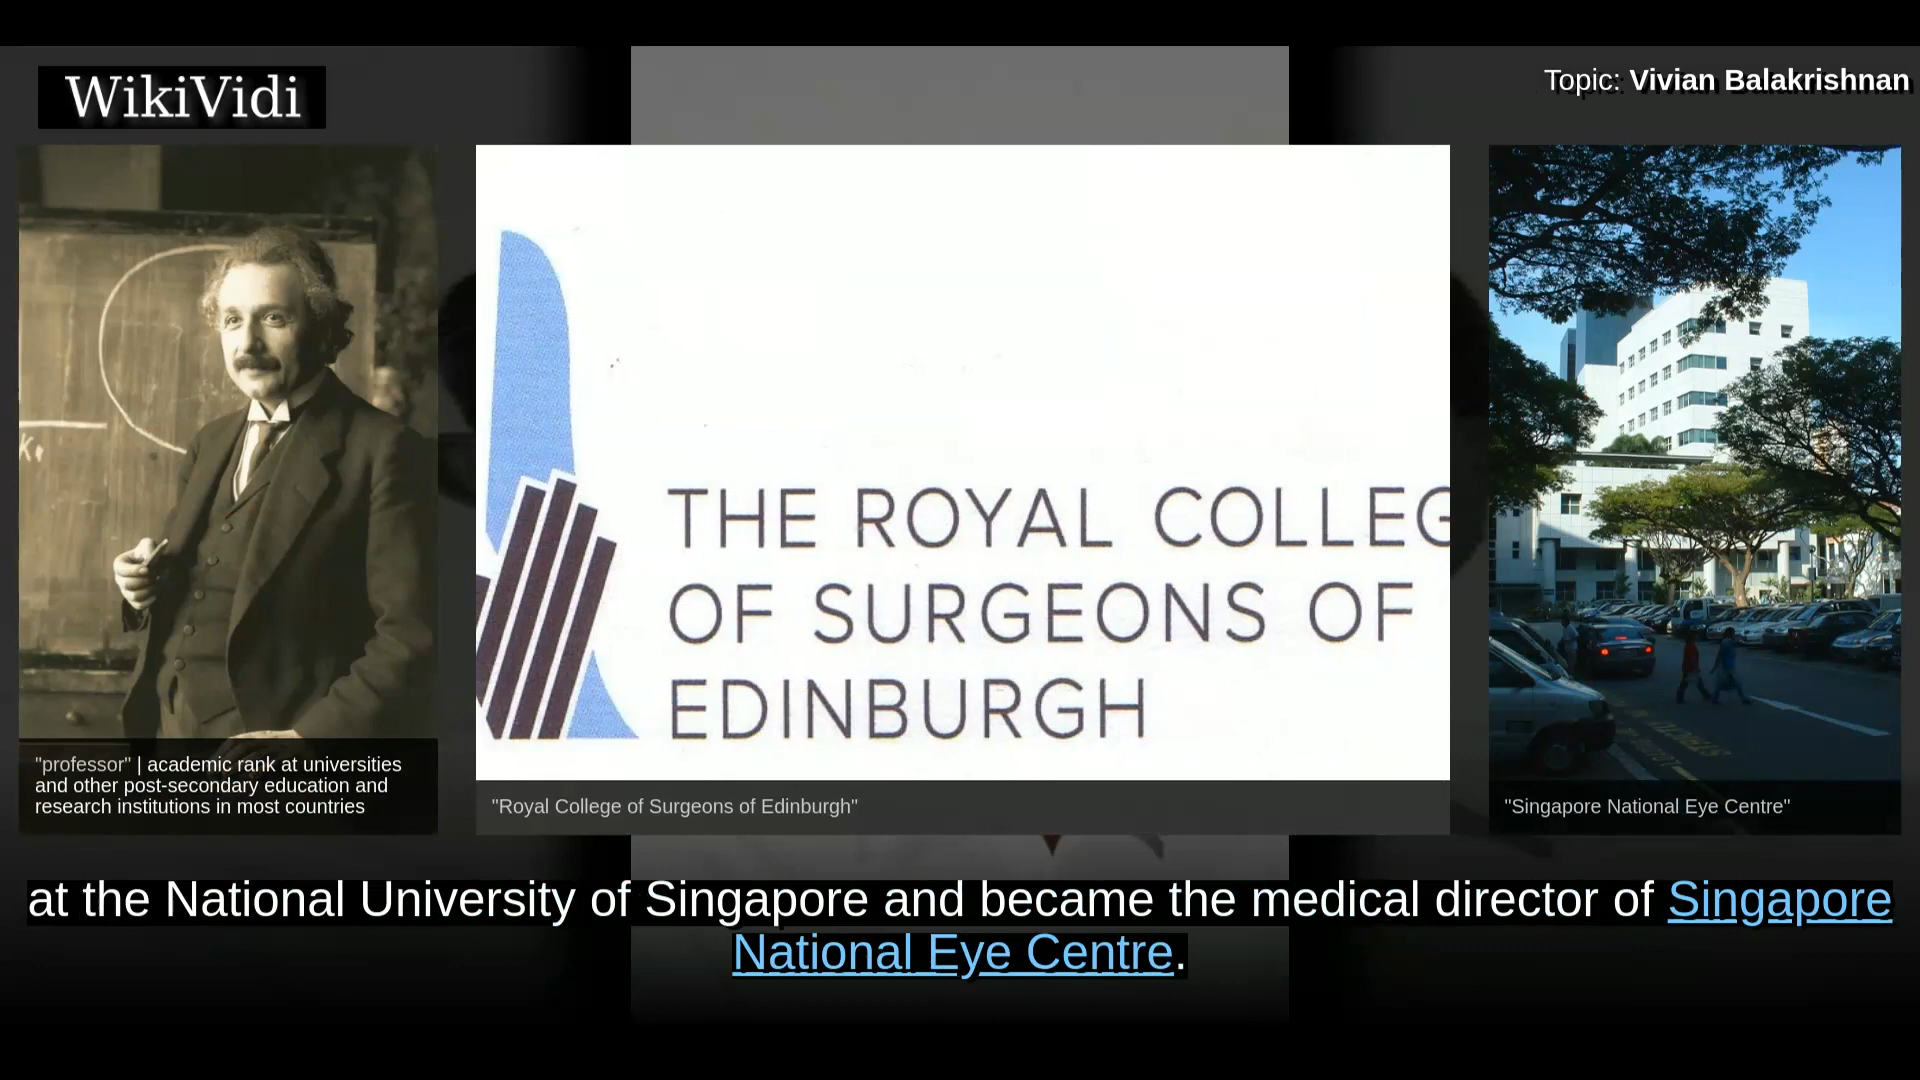 WikiVidi
Topic: Vivian Balakrishnan
THE ROYAL COLLEG
OF SURGEONS OF
EDINBURGH
"professor" | academic rank at universities
and other post-secondary education and
research institutions in most countries
"Royal College of Surgeons of Edinburgh"
"Singapore National Eye Centre"
at the National University of Singapore and became the medical director of Singapore
National Eye Centre.